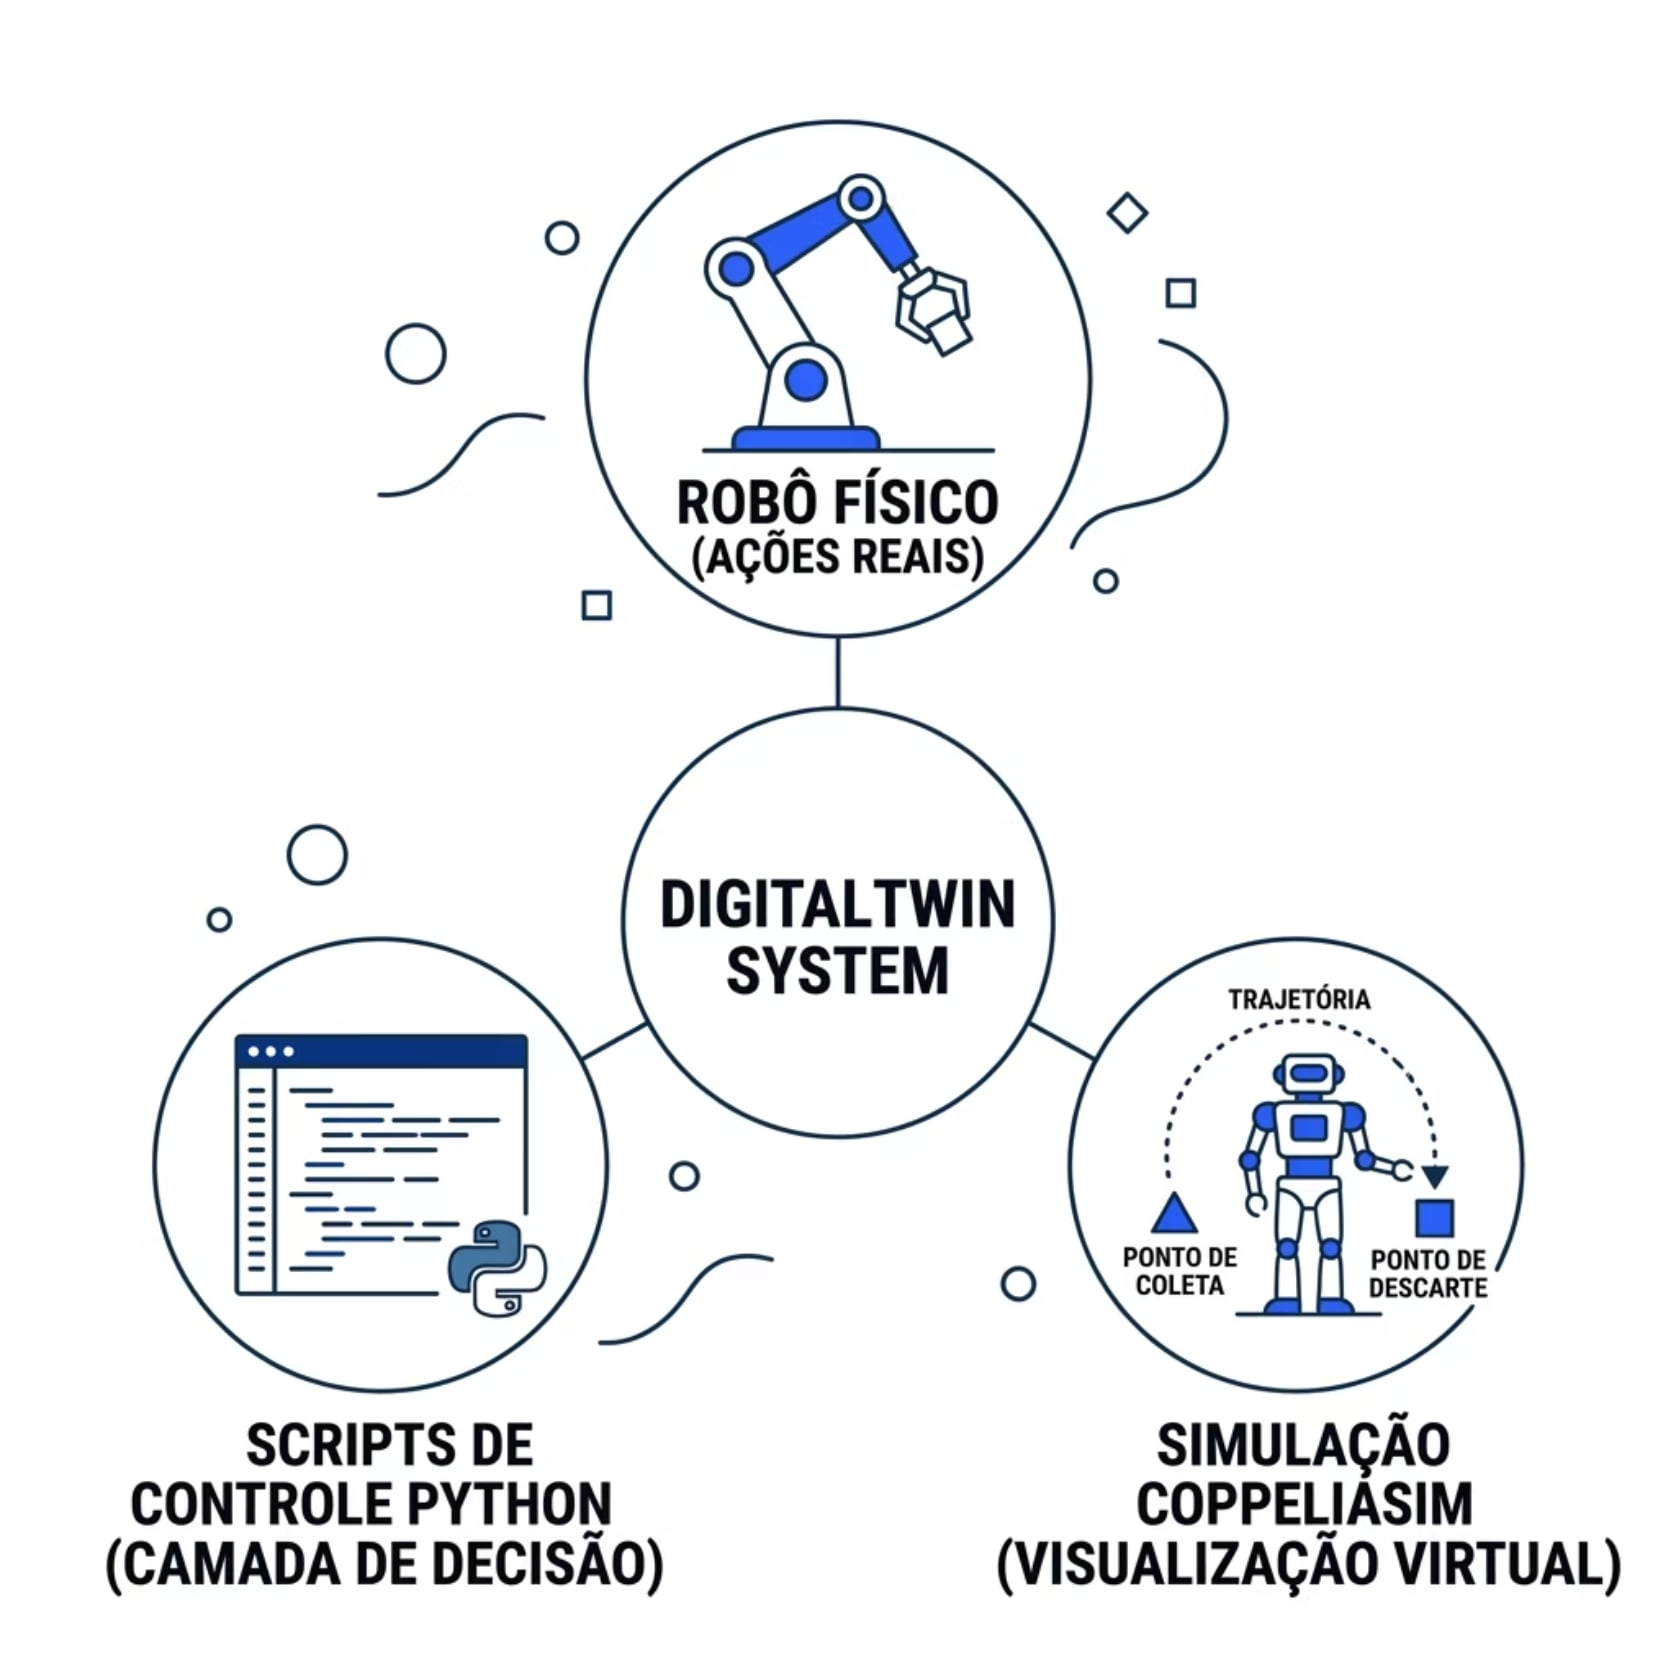 ROBÔ FÍSICO
(AÇÕES REAIS)
DIGITALTWIN
SYSTEM
TRAJETÓRIA
PONTO DE
COLETA
PONTO DE
DESCARTE
SCRIPTS DE
CONTROLE PYTHON
(CAMADA DE DECISÃO)
SIMULAÇÃO
COPPELIASIM
(VISUALIZAÇÃO VIRTUAL)